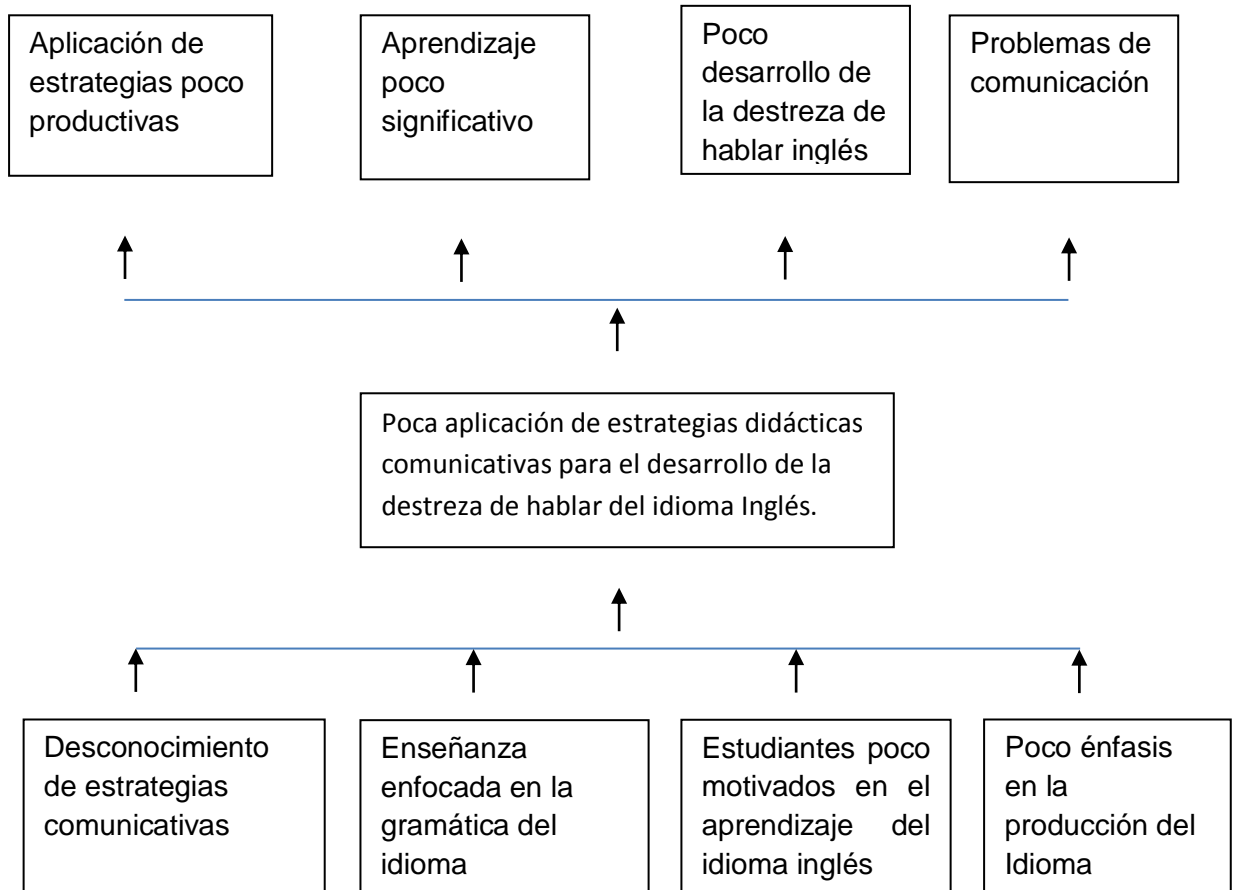 Aplicación de
estrategias poco
productivas
Aprendizaje
poco
significativo
Poco
desarrollo de
la destreza de
hablar inglés
Problemas de
comunicación
Poca aplicación de estrategias didácticas
comunicativas para el desarrollo de la
destreza de hablar del idioma Inglés.
Desconocimiento
de estrategias
comunicativas
Enseñanza
enfocada en la
gramática del
idioma
Estudiantes poco
motivados en el
aprendizaje del
idioma inglés
Poco énfasis
en la
producción del
Idioma